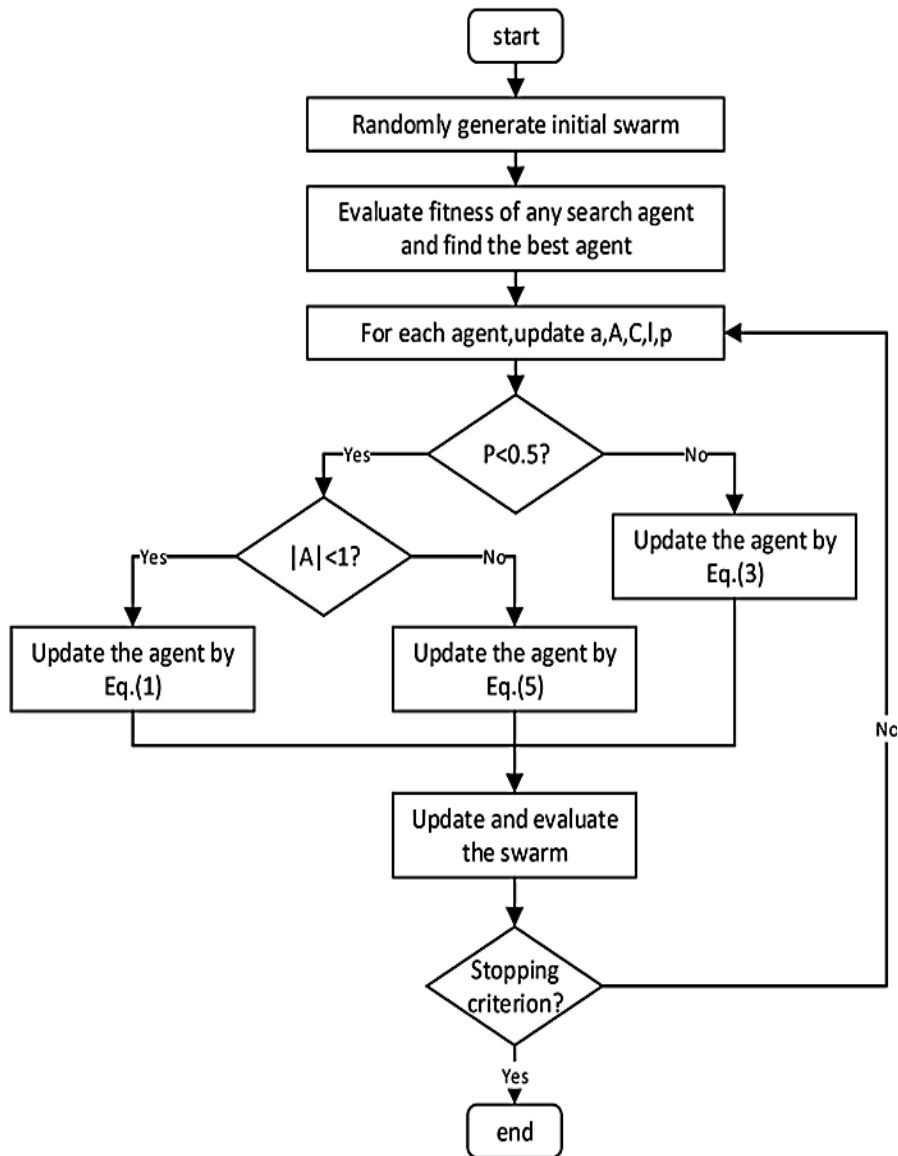 start
Randomly generate initial swarm
Evaluate fitness of any search agent
and find the best agent
For each agent,update a,A,C,l,p
P<0.5?
Yes
No
|A|<1?
Yes
No
Update the agent by
Eq.(3)
Update the agent by
Eq.(1)
Update the agent by
Eq.(5)
No
Update and evaluate
the swarm
Stopping
criterion?
Yes
end